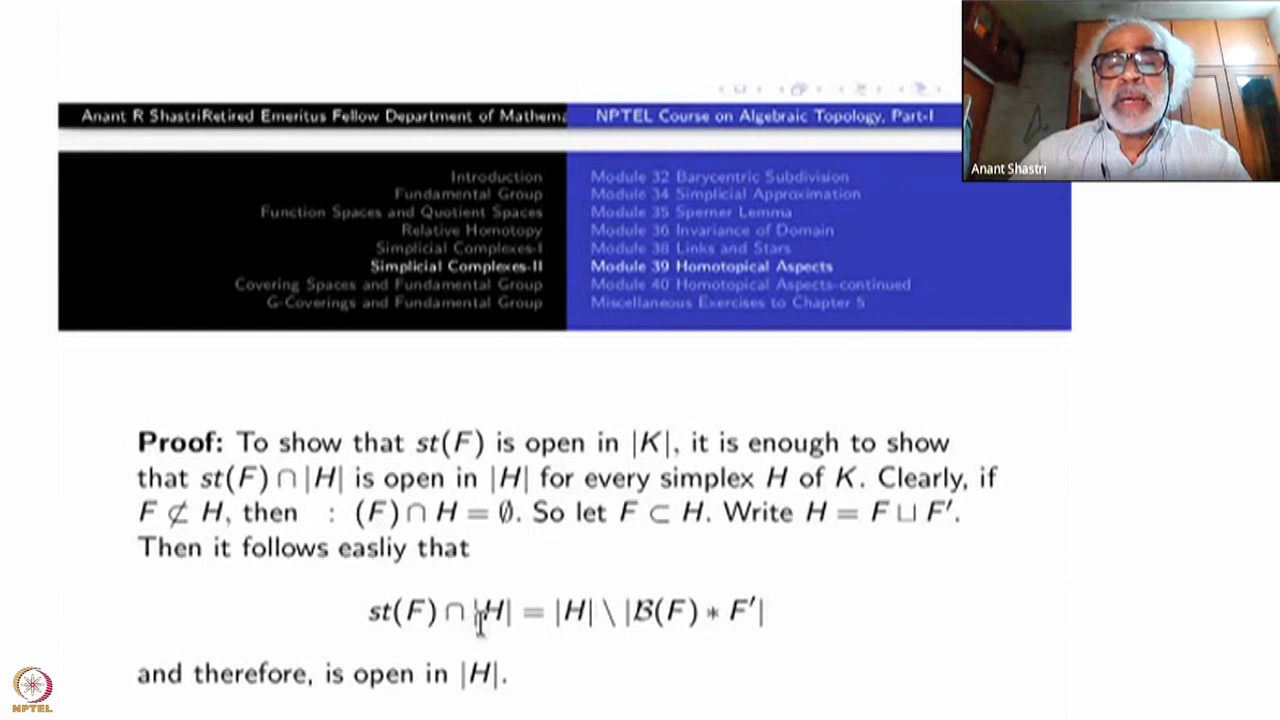 Anant R ShastriRetired Emeritus Fellow Department of Mathema
NPTEL Course on Algebraic Topology, Part-I
Introduction
Fundamental Group
Function Spaces and Quotient Spaces
Relative Homotopy
Simplicial Complexes-I
Simplicial Complexes-II
Covering Spaces and Fundamental Group
G-Coverings and Fundamental Group
Module 32 Barycentric Subdivision
Module 34 Simplicial Approximation
Module 35 Sperner Lemma
Module 36 Invariance of Domain
Module 38 Links and Stars
Module 39 Homotopical Aspects
Module 40 Homotopical Aspects-continued
Miscellaneous Exercises to Chapter 5
Anant Shastri
Proof: To show that st(F) is open in |K|, it is enough to show
that st(F) ∩ |H| is open in |H| for every simplex H of K. Clearly, if
F ⊄ H, then : (F) ∩ H = ∅. So let F ⊂ H. Write H = F ⊔ F′.
Then it follows easliy that
st(F) ∩ |H| = |H| \ |ℬ(F) * F′|
and therefore, is open in |H|.
NPTEL